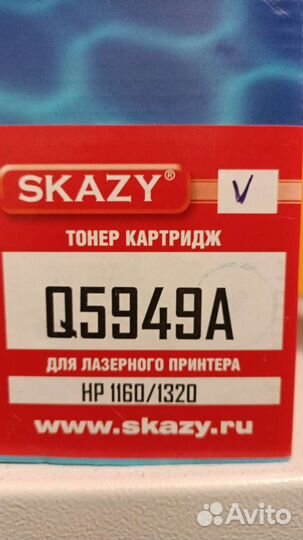 SKAZY®
V
ТОНЕР КАРТРИДЖ
Q5949A
ДЛЯ ЛАЗЕРНОГО ПРИНТЕРА
HP 1160/1320
www.skazy.ru
Avito